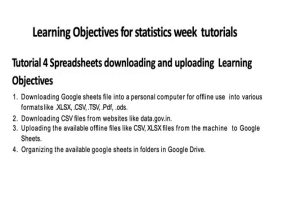 Learning Objectives for statistics week tutorials
Tutorial 4 Spreadsheets downloading and uploading Learning
Objectives
1. Downloading Google sheets file into a personal computer for offline use into various
formats like .XLSX, .CSV, .TSV, .Pdf, .ods.
2. Downloading CSV files from websites like data.gov.in.
3. Uploading the available offline files like CSV, XLSX files from the machine to Google
Sheets.
4. Organizing the available google sheets in folders in Google Drive.